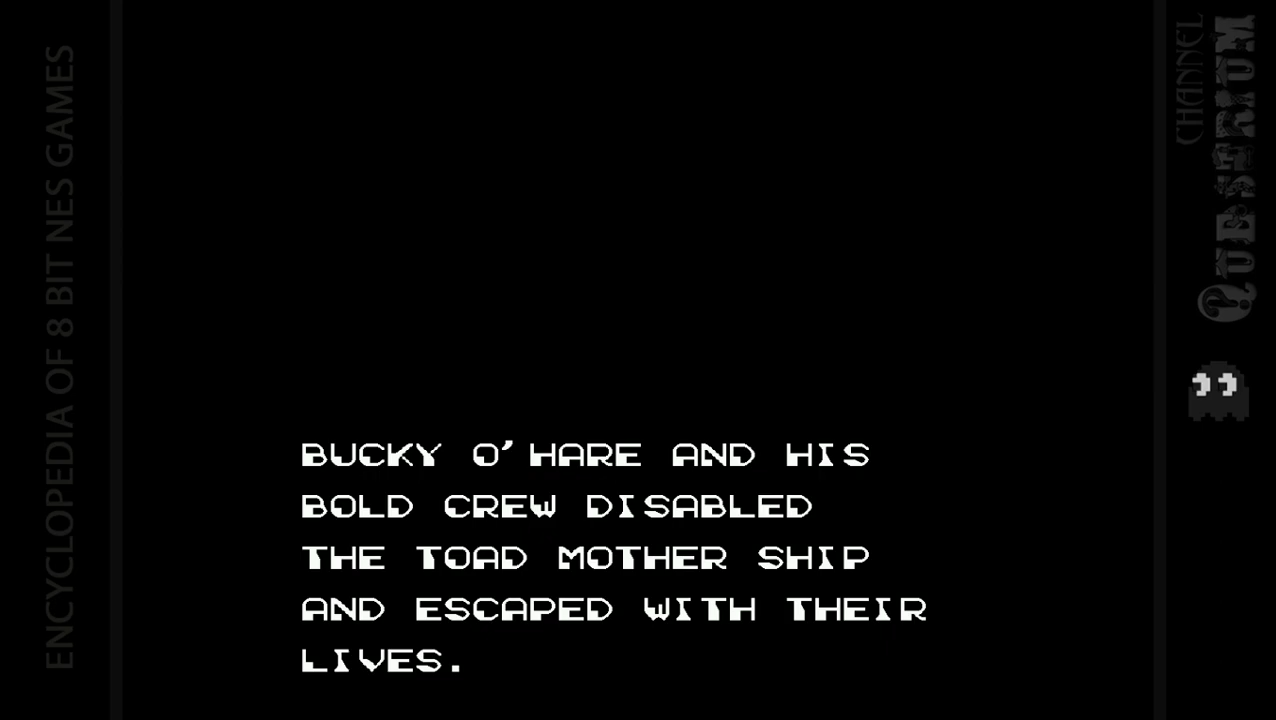 ENCYCLOPEDIA OF 8 BIT NES GAMES
BUCKY O'HARE AND HIS
BOLD CREW DISABLED
THE TOAD MOTHER SHIP
AND ESCAPED WITH THEIR
LIVES.
CHANNEL
QUESTRIUM